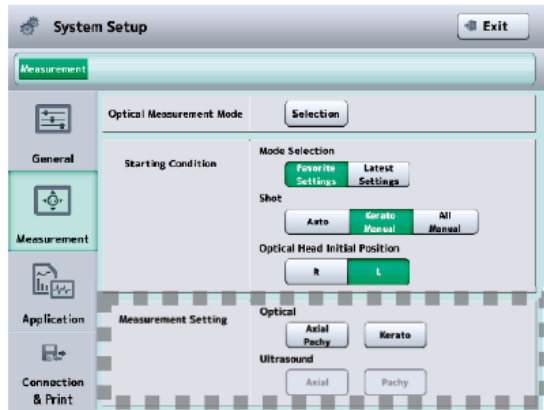 System Setup
Exit
Measurement
General
Measurement
Application
Connection
& Print
Optical Measurement Mode
Selection
Starting Condition
Mode Selection
Favorite
Settings
Latest
Settings
Shot
Auto
Kerato
Manual
All
Manual
Optical Head Initial Position
R
L
Measurement Setting
Optical
Axial
Pachy
Kerato
Ultrasound
Axial
Pachy